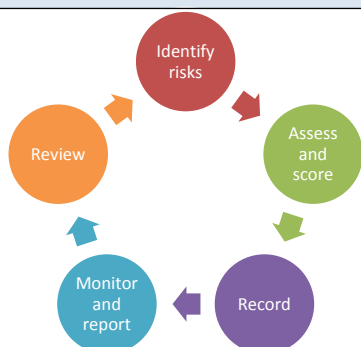 Identify
risks
Assess
and
score
Record
Monitor
and
report
Review